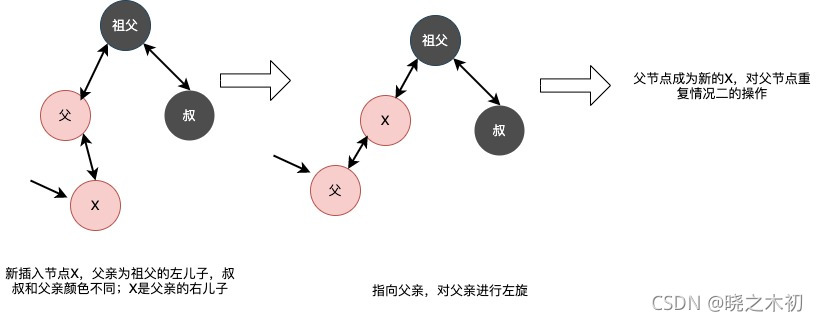 祖父
父
叔
X
新插入节点X，父亲为祖父的左儿子，叔
叔和父亲颜色不同；X是父亲的右儿子
祖父
X
叔
父
指向父亲，对父亲进行左旋
父节点成为新的X，对父节点重
复情况二的操作
CSDN @晓之木初